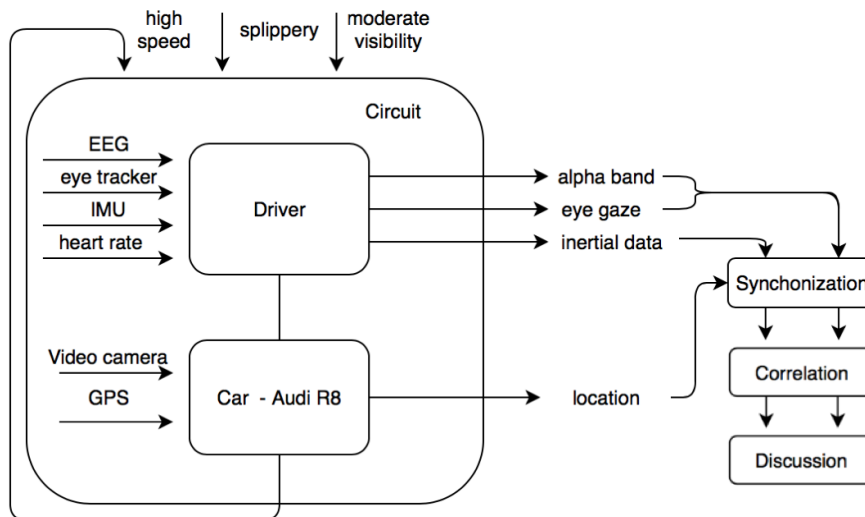 high
speed
splippery
moderate
visibility
Circuit
EEG
eye tracker
IMU
heart rate
Driver
alpha band
eye gaze
inertial data
Synchonization
Video camera
GPS
Car - Audi R8
location
Correlation
Discussion